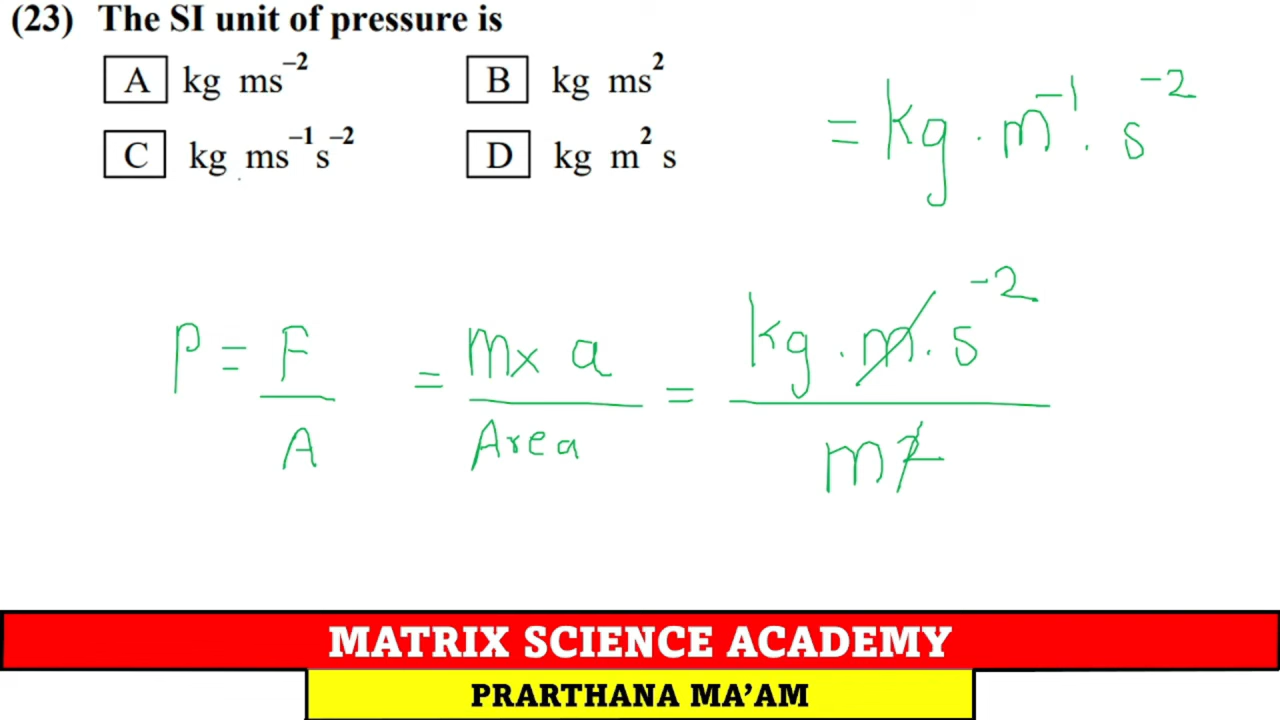 (23) The SI unit of pressure is
A kg ms⁻² B kg ms²
C kg ms⁻¹s⁻² D kg m² s
= kg · m⁻¹ · s⁻²
P = F/A = m x a/Area = kg · m · s⁻²/m²
MATRIX SCIENCE ACADEMY
PRARTHANA MA'AM